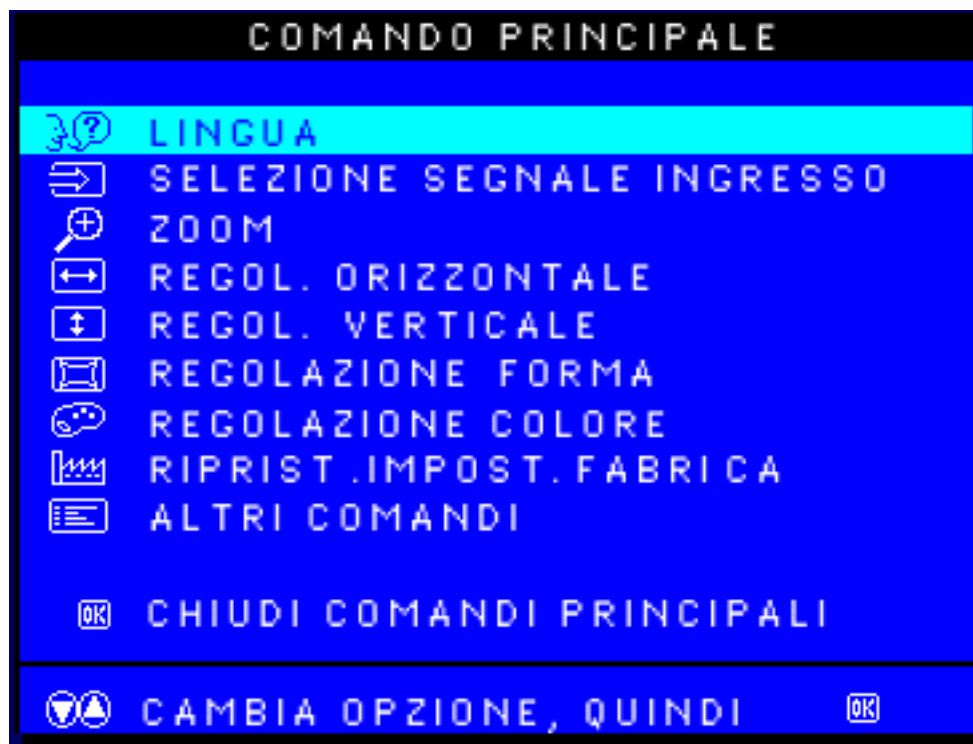 COMANDO PRINCIPALE
LINGUA
SELEZIONE SEGNALE INGRESSO
ZOOM
REGOL. ORIZZONTALE
REGOL. VERTICALE
REGOLAZIONE FORMA
REGOLAZIONE COLORE
RIPRIST.IMPOST.FABRICA
ALTRI COMANDI
OK CHIUDI COMANDI PRINCIPALI
CAMBIA OPZIONE, QUINDI OK